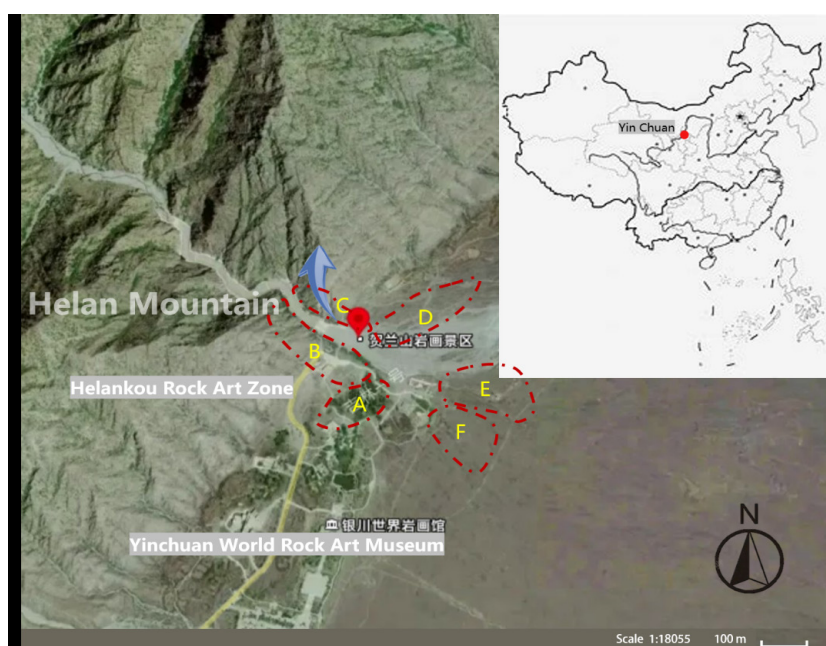 Yin Chuan
Helan Mountain
C
D
贺兰山岩画景区
B
Helankou Rock Art Zone
E
A
F
银川世界岩画馆
Yinchuan World Rock Art Museum
N
Scale 1:18055 100 m